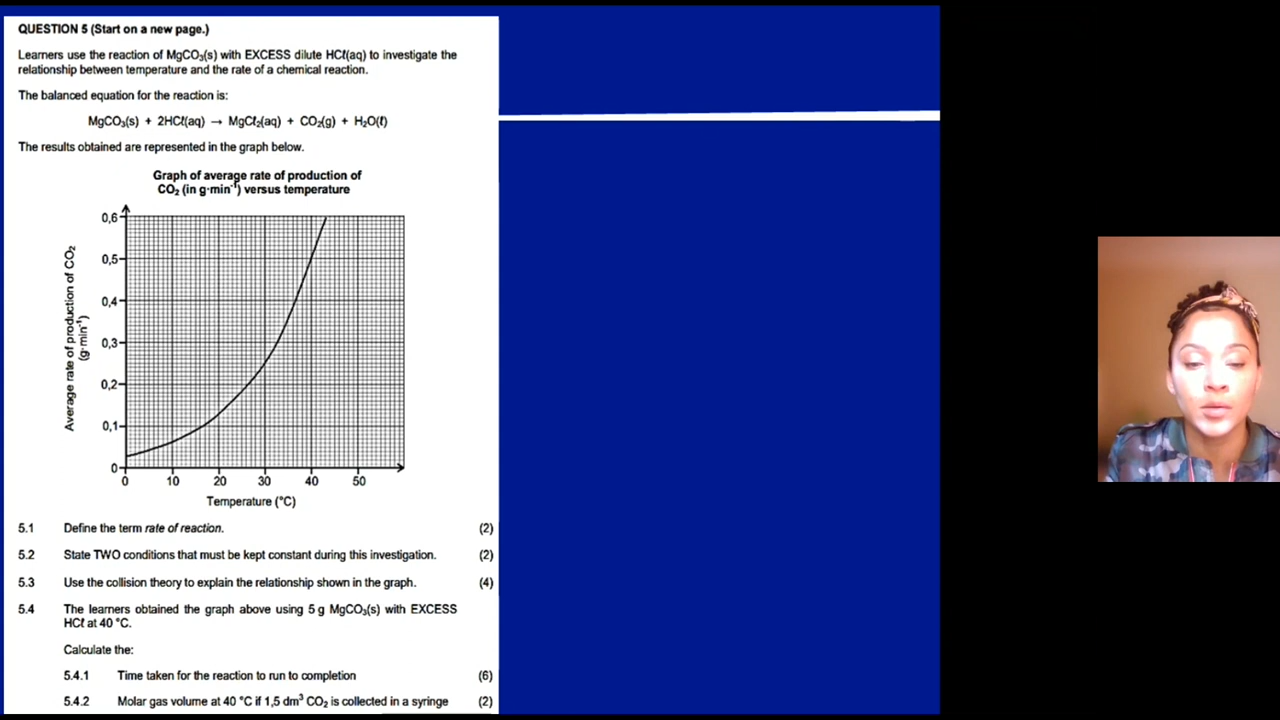 QUESTION 5 (Start on a new page.)
Learners use the reaction of MgCO₃(s) with EXCESS dilute HCℓ(aq) to investigate the
relationship between temperature and the rate of a chemical reaction.
The balanced equation for the reaction is:
MgCO₃(s) + 2HCℓ(aq) → MgCℓ₂(aq) + CO₂(g) + H₂O(ℓ)
The results obtained are represented in the graph below.
Graph of average rate of production of
CO₂ (in g·min⁻¹) versus temperature
Average rate of production of CO₂
(g·min⁻¹)
0,6
0,5
0,4
0,3
0,2
0,1
0
0 10 20 30 40 50
Temperature (°C)
5.1 Define the term rate of reaction. (2)
5.2 State TWO conditions that must be kept constant during this investigation. (2)
5.3 Use the collision theory to explain the relationship shown in the graph. (4)
5.4 The learners obtained the graph above using 5 g MgCO₃(s) with EXCESS
HCℓ at 40 °C.
Calculate the:
5.4.1 Time taken for the reaction to run to completion (6)
5.4.2 Molar gas volume at 40 °C if 1,5 dm³ CO₂ is collected in a syringe (2)